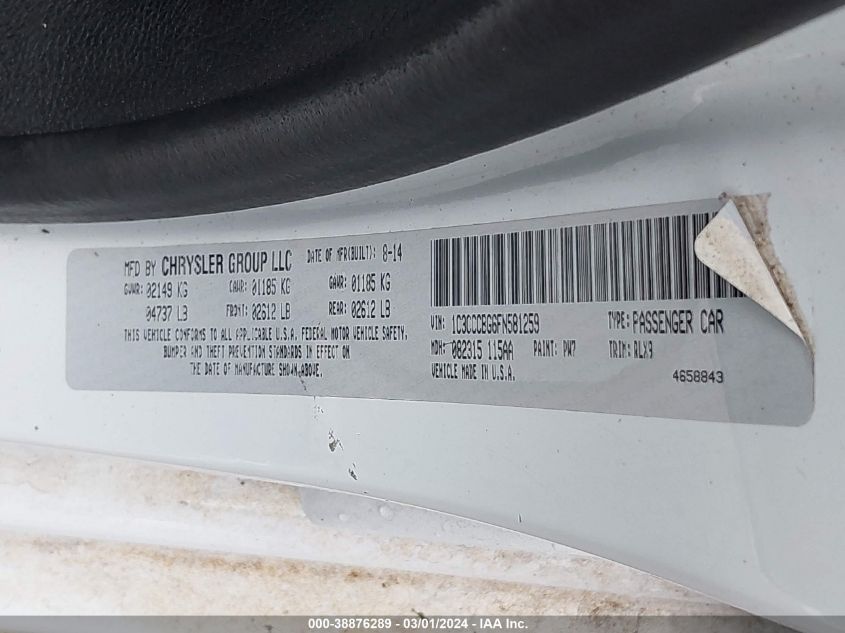 MFD BY CHRYSLER GROUP LLC DATE OF MFR(BUILT): 8-14
GVWR: 02149 KG GAWR: 01185 KG GAWR: 01185 KG
04737 LB FRONT: 02612 LB REAR: 02612 LB
THIS VEHICLE CONFORMS TO ALL APPLICABLE U.S.A. FEDERAL MOTOR VEHICLE SAFETY,
BUMPER AND THEFT PREVENTION STANDARDS IN EFFECT ON
THE DATE OF MANUFACTURE SHOWN ABOVE.
VIN: 1C3CCCBG6FN581259 TYPE: PASSENGER CAR
MDH: 082315 115AA PAINT: PW7 TRIM: RLX9
VEHICLE MADE IN U.S.A.
4658843
000-38876289 - 03/01/2024 - IAA Inc.